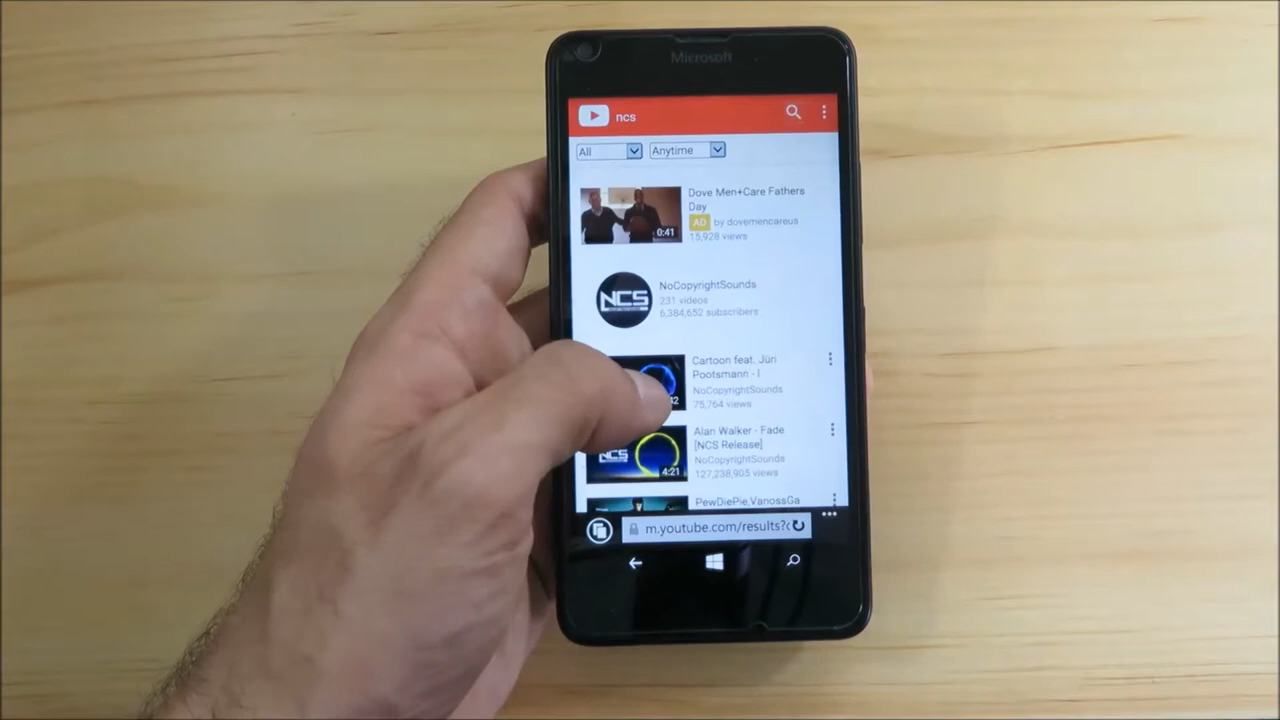 Microsoft
ncs
All
Anytime
Dove Men+Care Fathers
Day
AD by dovemencareus
15,928 views
0:41
NCS
NoCopyrightSounds
231 videos
6,384,652 subscribers
Cartoon feat. Jüri
Pootsmann - I
NoCopyrightSounds
75,764 views
Alan Walker - Fade
[NCS Release]
NoCopyrightSounds
127,238,905 views
NCS
4:21
PewDiePie,VanossGa
m.youtube.com/results?